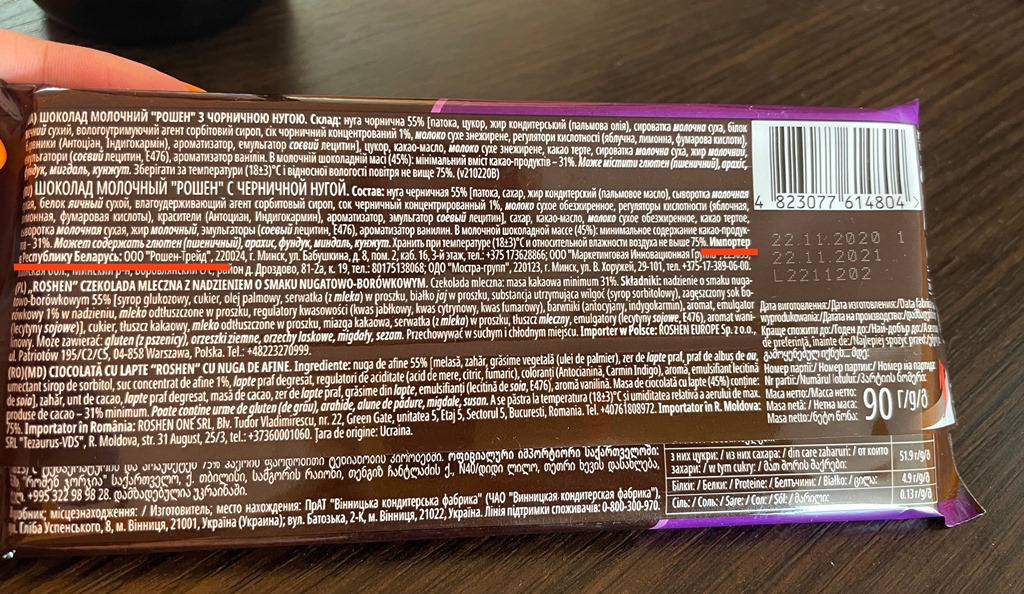 ШОКОЛАД МОЛОЧНИЙ "РОШЕН" З ЧОРНИЧНОЮ НУГОЮ. Склад: нуга чорнична 55% [патока, цукор, жир кондитерський (пальмова олія), сироватка молочна суха, білок
сухий, вологоутримуючий агент сорбітовий сироп, сік чорничний концентрований 1%, молоко сухе знежирене, регулятори кислотності (яблучна, лимонна, фумарова кислоти),
(Антоціан, Індигокармін), ароматизатор, емульгатор соєвий лецитин], цукор, какао-масло, молоко сухе знежирене, какао терте, сироватка молочна суха, жир молочний,
(соєвий лецитин, Е476), ароматизатор ванілін. В молочній шоколадній масі (45%): мінімальний вміст какао-продуктів – 31%. Може містити глютен (пшеничний), арахіс,
мигдаль, кунжут. Зберігати за температури (18±3)°С і відносної вологості повітря не вище 75%. (v210220B)
ШОКОЛАД МОЛОЧНЫЙ "РОШЕН" С ЧЕРНИЧНОЙ НУГОЙ. Состав: нуга черничная 55% [патока, сахар, жир кондитерский (пальмовое масло), сыворотка молочная
белок яичный сухой, влагоудерживающий агент сорбитовый сироп, сок черничный концентрированный 1%, молоко сухое обезжиренное, регуляторы кислотности (яблочная,
фумаровая кислоты), красители (Антоциан, Индигокармин), ароматизатор, эмульгатор соевый лецитин], сахар, какао-масло, молоко сухое обезжиренное, какао тертое,
молочная сухая, жир молочный, эмульгаторы (соевый лецитин, Е476), ароматизатор ванилин. В молочной шоколадной массе (45%): минимальное содержание какао-продук-
- 31%. Может содержать глютен (пшеничный), арахис, фундук, миндаль, кунжут. Хранить при температуре (18±3)°С и относительной влажности воздуха не выше 75%. Импортер
Республику Беларусь: ООО "Рошен-Трейд", 220024, г. Минск, ул. Бабушкина, д. 8, пом. 2, каб. 16, 3-й этаж, тел.: +375 173628866; ООО "Маркетинговая Инновационная
д. Дроздово, 81-2а, к. 19, тел.: 80175138068; ОДО "Мостра-групп", 220123, г. Минск, ул. В. Хоружей, 29-101, тел. +375-17-389-06-00.
(PL) „ROSHEN” CZEKOLADA MLECZNA Z NADZIENIEM O SMAKU NUGATOWO-BORÓWKOWYM. Czekolada mleczna: masa kakaowa minimum 31%. Składniki: nadzienie o smaku nuga-
towo-borówkowym 55% [syrop glukozowy, cukier, olej palmowy, serwatka (z mleka) w proszku, białko jaj w proszku, substancja utrzymująca wilgoć (syrop sorbitolowy), zagęszczony sok bo-
rówkowy 1% w nadzieniu, mleko odtłuszczone w proszku, regulatory kwasowości (kwas jabłkowy, kwas cytrynowy, kwas fumarowy), barwniki (antocyjany, indygotyna), aromat, emulgator
(lecytyny sojowe)], cukier, tłuszcz kakaowy, mleko odtłuszczone w proszku, miazga kakaowa, serwatka (z mleka) w proszku, tłuszcz mleczny, emulgatory (lecytyny sojowe, E476), aromat wani-
linowy. Może zawierać: gluten (z pszenicy), orzeszki ziemne, orzechy laskowe, migdały, sezam. Przechowywać w suchym i chłodnym miejscu. Importer w Polsce: ROSHEN EUROPE Sp. z o.o.,
ul. Patriotów 195/C2/C5, 04-858 Warszawa, Polska. Tel.: +48223270999.
(RO)(MD) CIOCOLATĂ CU LAPTE "ROSHEN" CU NUGA DE AFINE. Ingrediente: nuga de afine 55% [melasă, zahăr, grăsime vegetală (ulei de palmier), zer de lapte praf, praf de albus de ou,
umectant sirop de sorbitol, suc concentrat de afine 1%, lapte praf degresat, regulatori de aciditate (acid de mere, citric, fumaric), coloranți (Antocianină, Carmin Indigo), aromă, emulsifiant lecitină
de soia], zahăr, unt de cacao, lapte praf degresat, masă de cacao, zer de lapte praf, grăsime din lapte, emulsifianți (lecitină de soia, E476), aromă vanilină. Masa de ciocolată cu lapte (45%) conține:
produse de cacao – 31% minimum. Poate conține urme de gluten (de grâu), arahide, alune de pădure, migdale, susan. A se păstra la temperatura (18±3)°C și umiditatea relativă a aerului de max.
75%. Importator în România: ROSHEN ONE SRL, Blv. Tudor Vladimirescu, nr. 22, Green Gate, unitatea 5, Etaj 5, Sectorul 5, Bucuresti, Romania. Tel. +40761808972. Importator în R. Moldova:
SRL "Tezaurus-VDS", R. Moldova, str. 31 August, 25/3, tel.: +37360001060. Țara de origine: Ucraina.
4 823077 614804 >
22.11.2020 1
22.11.2021
L2211202
Дата виготовлення:/Дата изготовления:/Data
wyprodukowania:/Датата на производство:
Краще спожити до:/Годен до:/Най-добър до:
de preferință, înainte de:/Najlepiej spożyć przed:
Номер партії:/ Номер партии:/ Номер на
nr Partii:/ Numărul lotului:/ პარტიის ნომერი:
Маса нетто:/Масса нетто:
Masa netă:/ Нетна маса:
Masa netto:/ ნეტო წონა:
90 г/g/გ
+995 322 98 98 28. დამზადებულია უკრაინაში.
місцезнаходження: / Изготовитель; место нахождения: ПрАТ "Вінницька кондитерська фабрика" (ЧАО "Винницкая кондитерская фабрика"),
Гліба Успенського, 8, м. Вінниця, 21001, Україна (Украина); вул. Батозька, 2-К, м. Вінниця, 21022, Україна. Лінія підтримки споживачів: 0-800-300-970.
з них цукри: / из них сахара: / din care zaharuri: / от които
захари: / w tym cukry: / მათ შორის შაქრები: 51.9 г/g/გ
Білки: / Белки: / Proteine: / Белтъчини: / Białko: / ცილა: 4.9 г/g/გ
Сіль: / Соль: / Sare: / Сол: / Sól: / მარილი: 0.13 г/g/გ